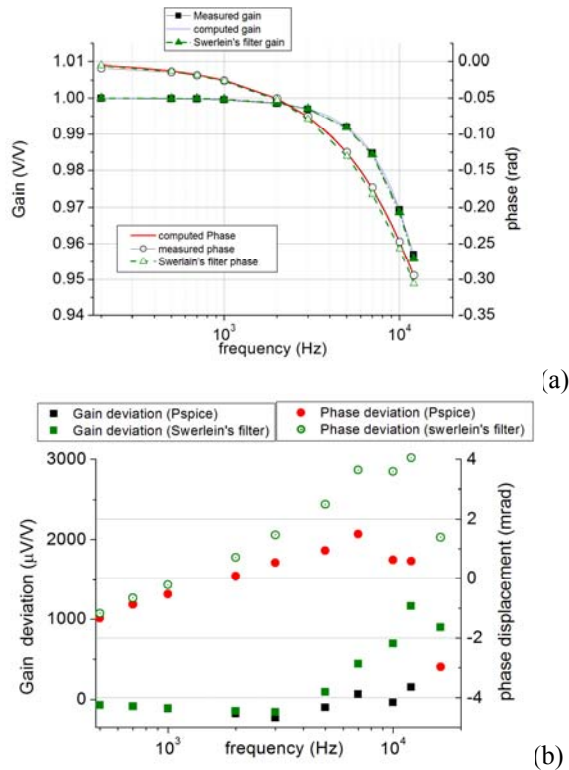 Measured gain
computed gain
Swerlein's filter gain
1.01
1.00
0.99
0.98
0.97
0.96
0.95
0.94
Gain (V/V)
0.00
-0.05
-0.10
-0.15
-0.20
-0.25
-0.30
-0.35
phase (rad)
computed Phase
measured phase
Swerlain's filter phase
10³
10⁴
frequency (Hz)
(a)
Gain deviation (Pspice)
Gain deviation (Swerlein's filter)
Phase deviation (Pspice)
Phase deviation (swerlein's filter)
3000
2000
1000
0
Gain deviation (µV/V)
4
2
0
-2
-4
phase displacement (mrad)
10³
10⁴
frequency (Hz)
(b)